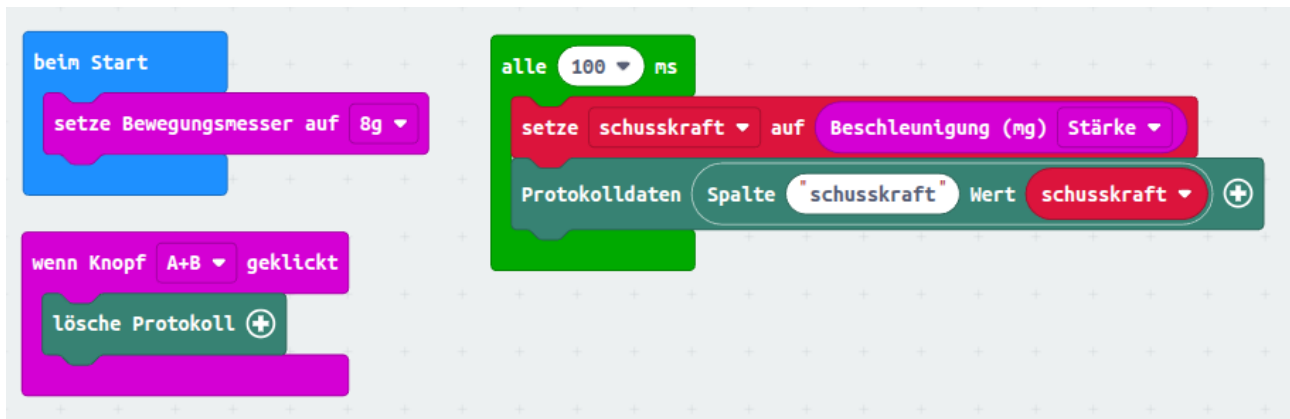 beim Start
setze Bewegungsmesser auf 8g
wenn Knopf A+B geklickt
lösche Protokoll
alle 100 ms
setze schusskraft auf Beschleunigung (mg) Stärke
Protokolldaten Spalte "schusskraft" Wert schusskraft